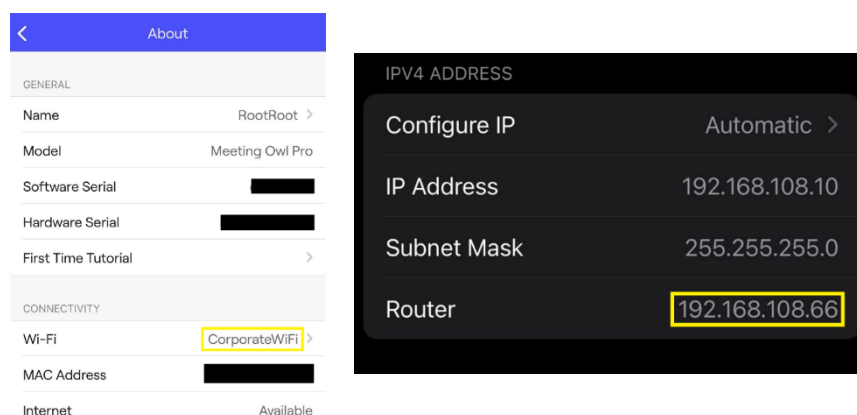 About
GENERAL
Name RootRoot
Model Meeting Owl Pro
Software Serial
Hardware Serial
First Time Tutorial
CONNECTIVITY
Wi-Fi CorporateWiFi
MAC Address
Internet Available
IPV4 ADDRESS
Configure IP Automatic
IP Address 192.168.108.10
Subnet Mask 255.255.255.0
Router 192.168.108.66